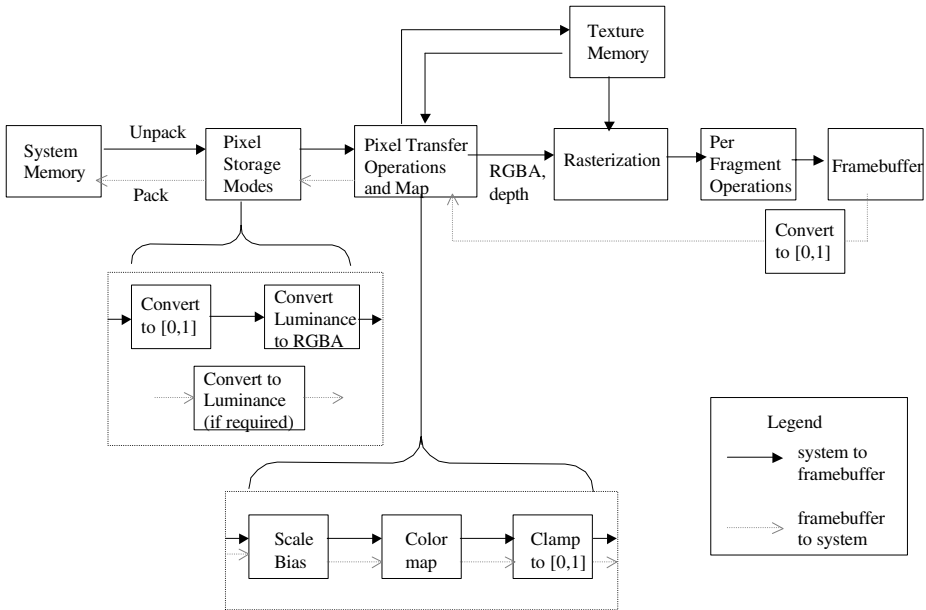 Texture
Memory
Unpack
System
Memory
Pixel
Storage
Modes
Pixel Transfer
Operations
and Map
RGBA,
depth
Rasterization
Per
Fragment
Operations
Framebuffer
Pack
Convert
to [0,1]
Convert
to [0,1]
Convert
Luminance
to RGBA
Convert to
Luminance
(if required)
Legend
system to
framebuffer
framebuffer
to system
Scale
Bias
Color
map
Clamp
to [0,1]